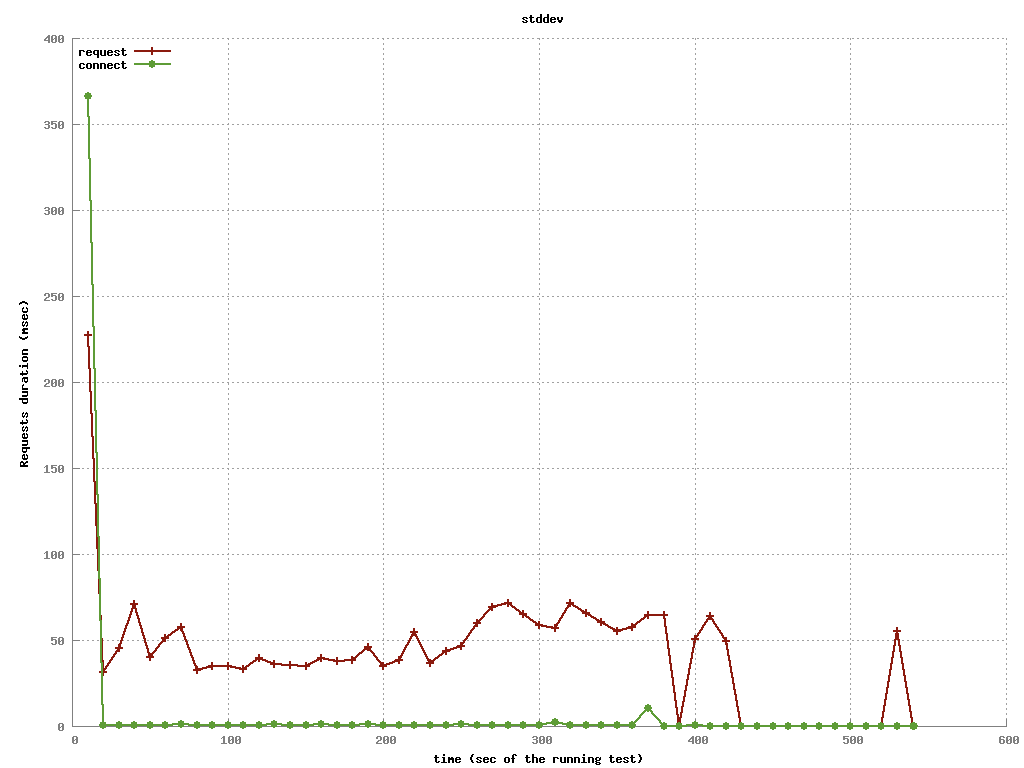 stddev
400
request
connect
350
300
250
200
150
100
50
0
Requests duration (msec)
0 100 200 300 400 500 600
time (sec of the running test)